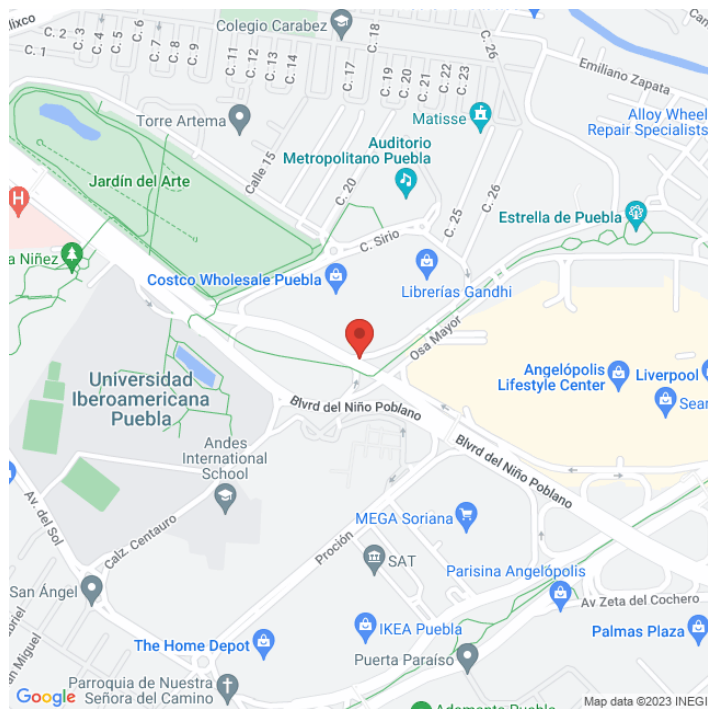 Colegio Carabez
C. 18
C. 26
C. 1
C. 3
C. 4
C. 5
C. 6
C. 7
C. 8
C. 9
C. 11
C. 12
C. 13
C. 14
C. 17
C. 19
C. 20
C. 21
C. 22
C. 23
Emiliano Zapata
Torre Artema
Matisse
Alloy Wheel
Repair Specialists
Auditorio
Metropolitano Puebla
Calle 15
C. 20
C. 25
C. 26
Jardín del Arte
H
Estrella de Puebla
C. Sirio
Costco Wholesale Puebla
Librerías Gandhi
Osa Mayor
Angelópolis
Lifestyle Center
Liverpool
Universidad
Iberoamericana
Puebla
Blvrd del Niño Poblano
Blvrd del Niño Poblano
Andes
International
School
Av. del Sol
Calz. Centauro
Proción
MEGA Soriana
SAT
Parisina Angelópolis
San Ángel
Av Zeta del Cochero
IKEA Puebla
The Home Depot
Palmas Plaza
Puerta Paraíso
Parroquia de Nuestra
Señora del Camino
Google
Map data ©2023 INEGI